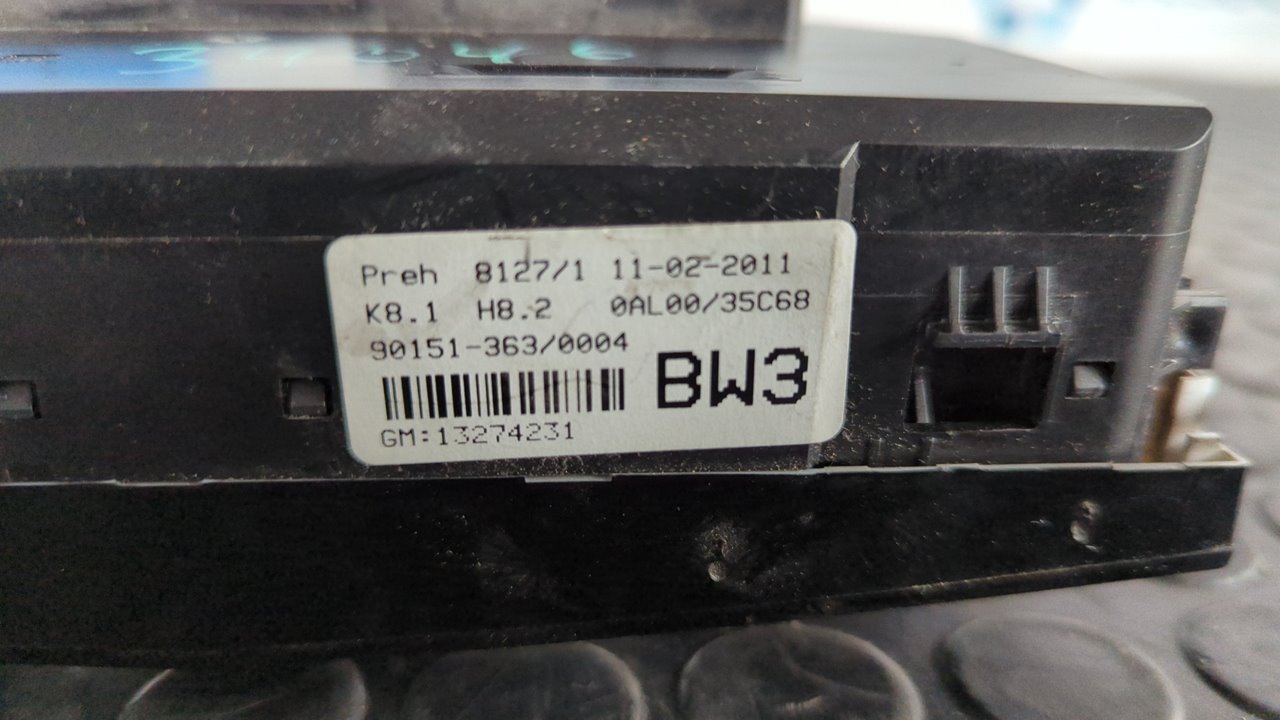 Preh 8127/1 11-02-2011
K8.1 H8.2 0AL00/35C68
90151-363/0004
BW3
GM:13274231